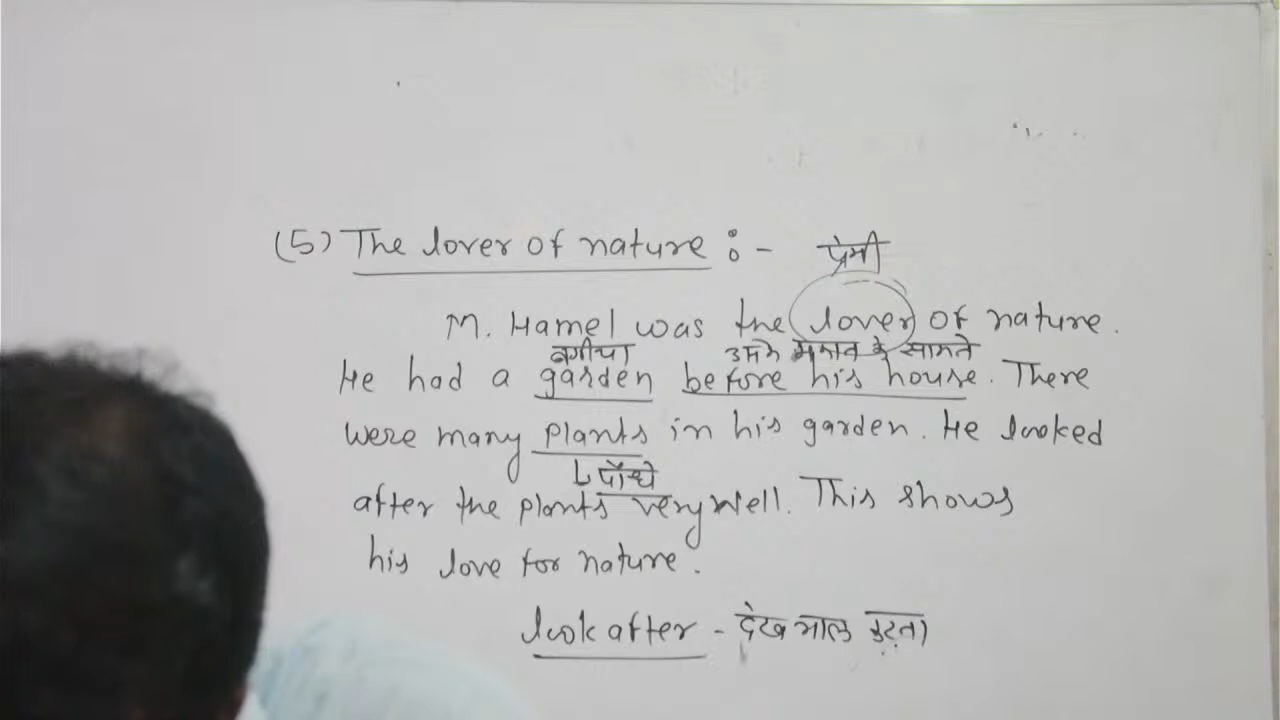 (5) The lover of nature :- प्रेमी
M. Hamel was the lover of nature.
बगीचा उसके मकान के सामने
He had a garden before his house. There
were many plants in his garden. He looked
पौधे
after the plants very well. This shows
his love for nature.
look after - देख भाल करना